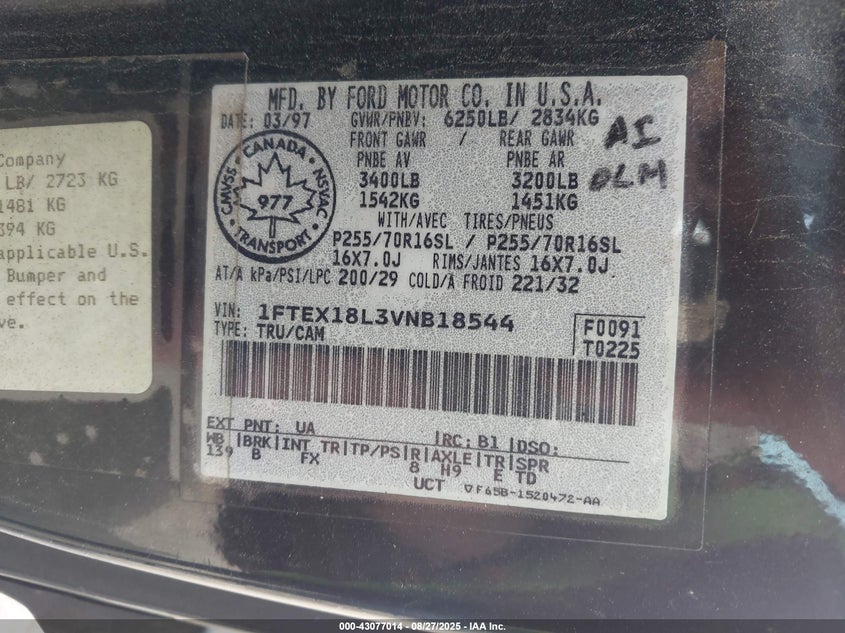 Company
LB/ 2723 KG
1481 KG
394 KG
applicable U.S.
Bumper and
effect on the
ve.
MFD. BY FORD MOTOR CO. IN U.S.A.
DATE: 03/97 GVWR/PNBV: 6250LB/ 2834KG
FRONT GAWR / REAR GAWR
PNBE AV PNBE AR
3400LB 3200LB
1542KG 1451KG
AI
OLM
CANADA
CMVSS NSVAC
977
TRANSPORT
WITH/AVEC TIRES/PNEUS
P255/70R16SL / P255/70R16SL
16X7.0J RIMS/JANTES 16X7.0J
AT/A kPa/PSI/LPC 200/29 COLD/A FROID 221/32
VIN: 1FTEX18L3VNB18544
TYPE: TRU/CAM
F0091
T0225
EXT PNT: UA |RC: B1 |DSO:
WB |BRK|INT TR|TP/PS|R|AXLE|TR|SPR
139 B FX 8 H9 E TD
UCT ▽F65B-1520472-AA
000-43077014 - 08/27/2025 - IAA Inc.